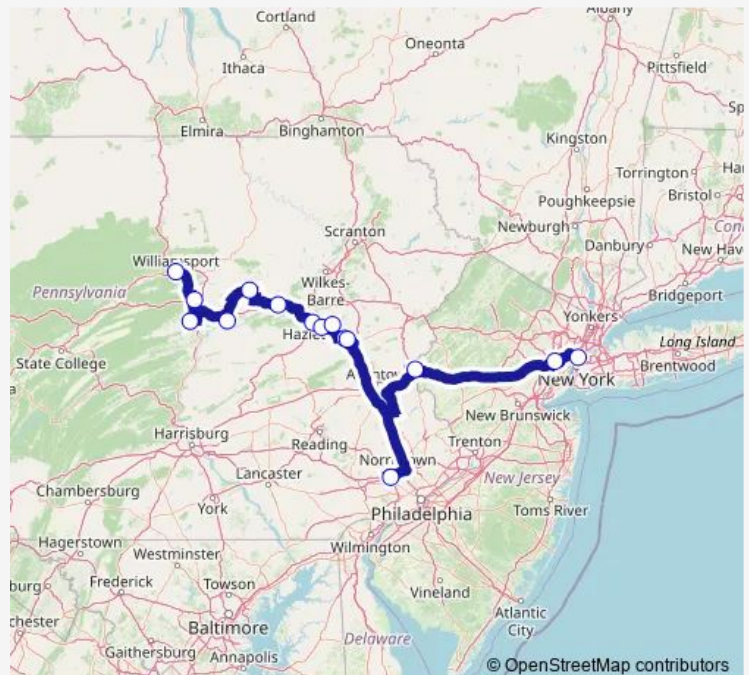 Cortland
Albany
Oneonta
Ithaca
Pittsfield
Elmira
Binghamton
Kingston
Torrington
Poughkeepsie
Bristol
Newburgh
Danbury
Scranton
Williamsport
Wilkes-
Barre
Bridgeport
Pennsylvania
Yonkers
Long Island
State College
Brentwood
New York
New Brunswick
Harrisburg
Reading
Trenton
Lancaster
New Jersey
Chambersburg
York
Philadelphia
Toms River
Hagerstown
Wilmington
Westminster
Frederick
Towson
Vineland
Baltimore
Atlantic
City
Delaware
Gaithersburg
Annapolis
© OpenStreetMap contributors